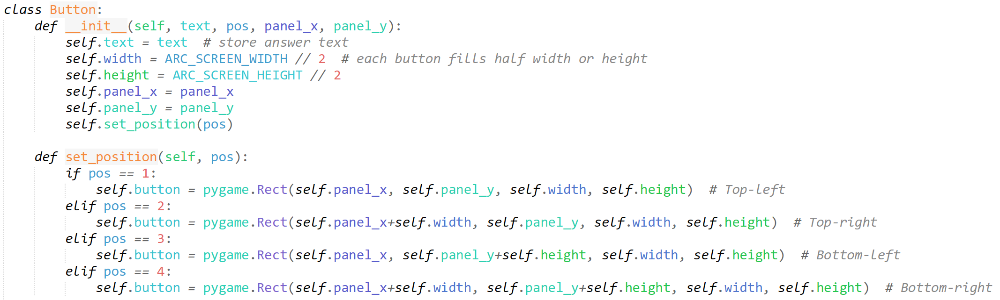 class Button:
    def __init__(self, text, pos, panel_x, panel_y):
        self.text = text  # store answer text
        self.width = ARC_SCREEN_WIDTH // 2  # each button fills half width or height
        self.height = ARC_SCREEN_HEIGHT // 2
        self.panel_x = panel_x
        self.panel_y = panel_y
        self.set_position(pos)

    def set_position(self, pos):
        if pos == 1:
            self.button = pygame.Rect(self.panel_x, self.panel_y, self.width, self.height)  # Top-left
        elif pos == 2:
            self.button = pygame.Rect(self.panel_x+self.width, self.panel_y, self.width, self.height)  # Top-right
        elif pos == 3:
            self.button = pygame.Rect(self.panel_x, self.panel_y+self.height, self.width, self.height)  # Bottom-left
        elif pos == 4:
            self.button = pygame.Rect(self.panel_x+self.width, self.panel_y+self.height, self.width, self.height)  # Bottom-right